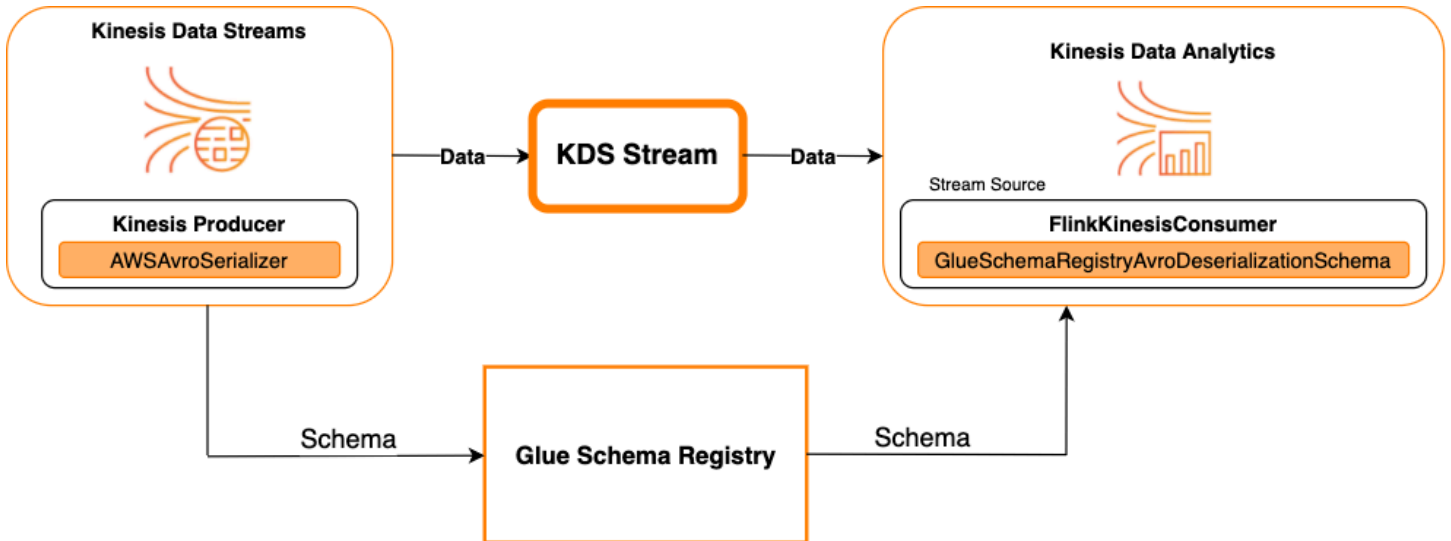 Kinesis Data Streams
Kinesis Data Analytics
Data
KDS Stream
Data
Stream Source
Kinesis Producer
AWSAvroSerializer
FlinkKinesisConsumer
GlueSchemaRegistryAvroDeserializationSchema
Schema
Glue Schema Registry
Schema